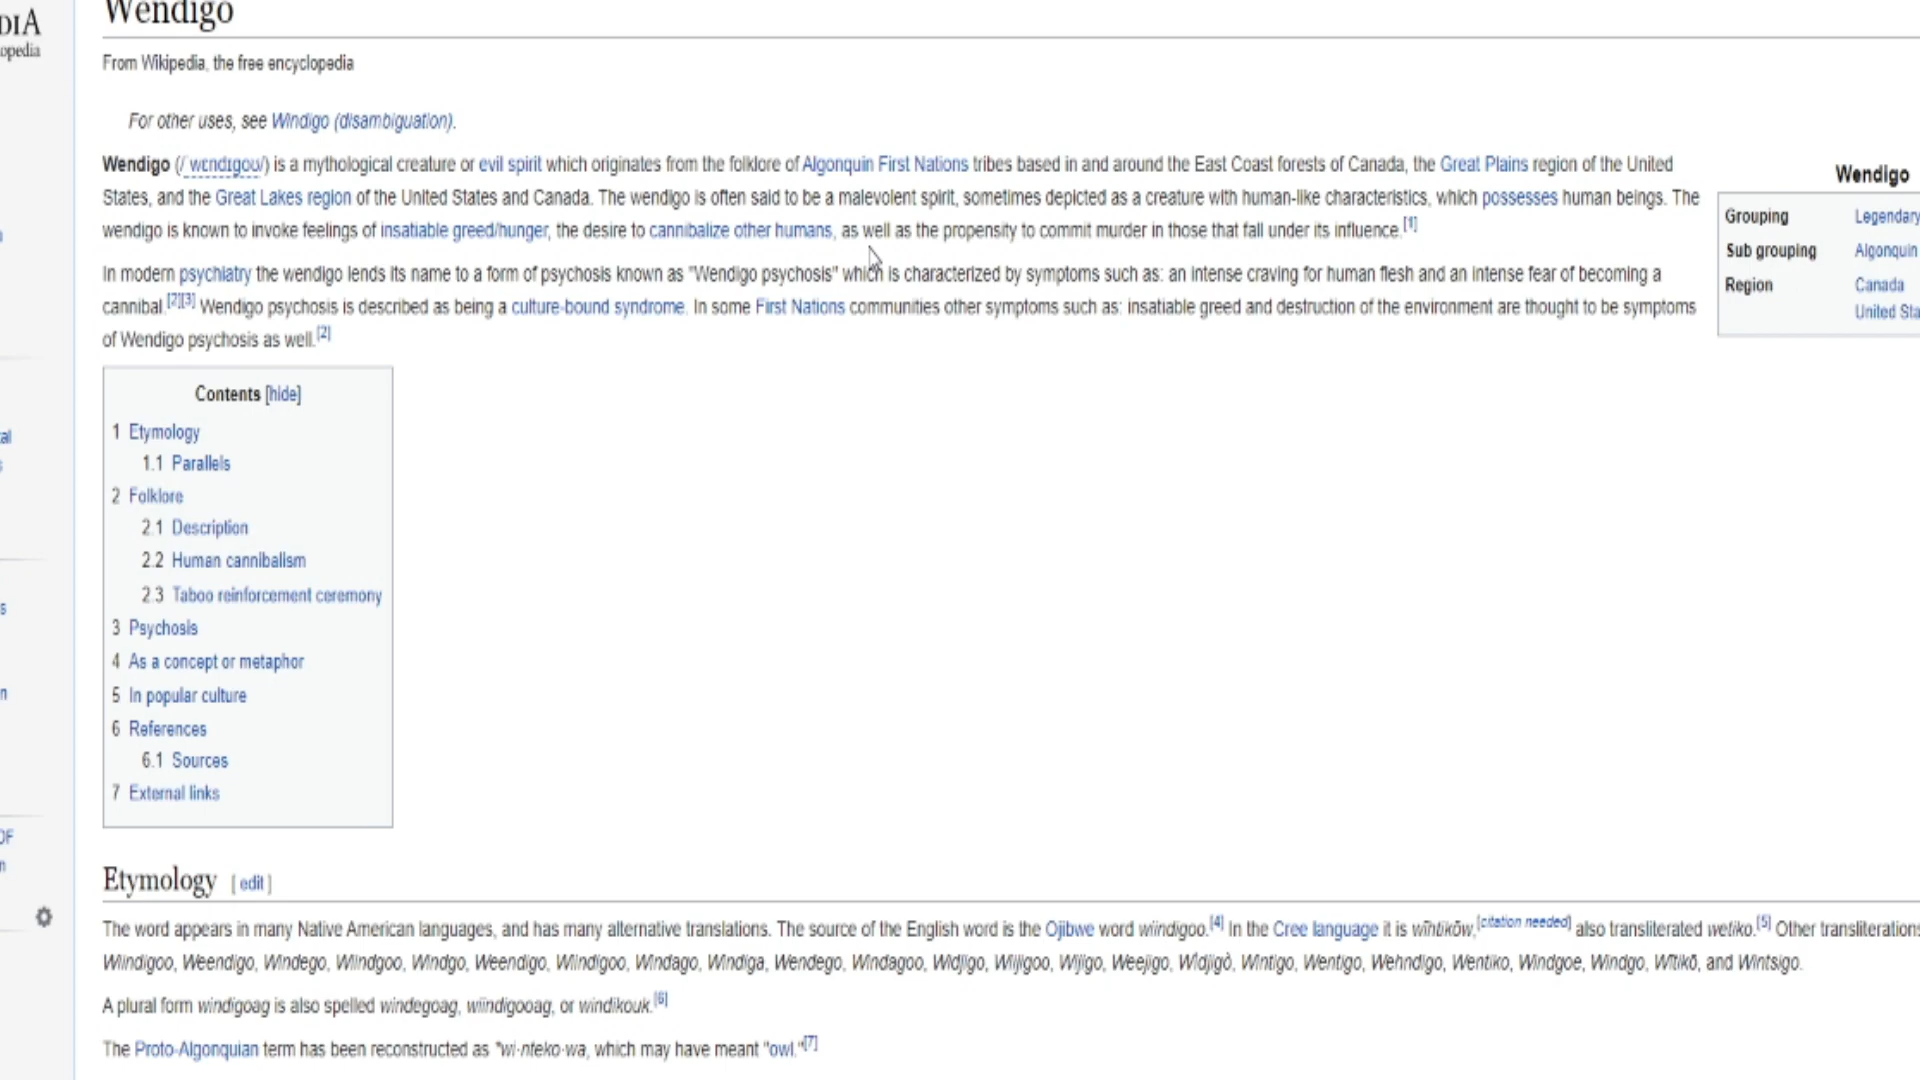 Wendigo
DIA
opedia
From Wikipedia, the free encyclopedia
For other uses, see Windigo (disambiguation).
Wendigo (/ˈwɛndɪɡoʊ/) is a mythological creature or evil spirit which originates from the folklore of Algonquin First Nations tribes based in and around the East Coast forests of Canada, the Great Plains region of the United
States, and the Great Lakes region of the United States and Canada. The wendigo is often said to be a malevolent spirit, sometimes depicted as a creature with human-like characteristics, which possesses human beings. The
wendigo is known to invoke feelings of insatiable greed/hunger, the desire to cannibalize other humans, as well as the propensity to commit murder in those that fall under its influence.[1]
In modern psychiatry the wendigo lends its name to a form of psychosis known as "Wendigo psychosis" which is characterized by symptoms such as: an intense craving for human flesh and an intense fear of becoming a
cannibal.[2][3] Wendigo psychosis is described as being a culture-bound syndrome. In some First Nations communities other symptoms such as: insatiable greed and destruction of the environment are thought to be symptoms
of Wendigo psychosis as well.[2]
Wendigo
Grouping Legendary
Sub grouping Algonquin
Region Canada
United Sta
Contents [hide]
1 Etymology
1.1 Parallels
2 Folklore
2.1 Description
2.2 Human cannibalism
2.3 Taboo reinforcement ceremony
3 Psychosis
4 As a concept or metaphor
5 In popular culture
6 References
6.1 Sources
7 External links
Etymology [ edit ]
The word appears in many Native American languages, and has many alternative translations. The source of the English word is the Ojibwe word wiindigoo.[4] In the Cree language it is wīhtikōw,[citation needed] also transliterated wetiko.[5] Other transliterations
Wiindigoo, Weendigo, Windego, Wiindgoo, Windgo, Weendigo, Wiindigoo, Windago, Windiga, Wendego, Windagoo, Widjigo, Wiijigoo, Wijigo, Weejigo, Wìdjigò, Wintigo, Wentigo, Wehndigo, Wentiko, Windgoe, Windgo, Wītikō, and Wintsigo.
A plural form windigoag is also spelled windegoag, wiindigooag, or windikouk.[6]
The Proto-Algonquian term has been reconstructed as *wi·nteko·wa, which may have meant "owl."[7]